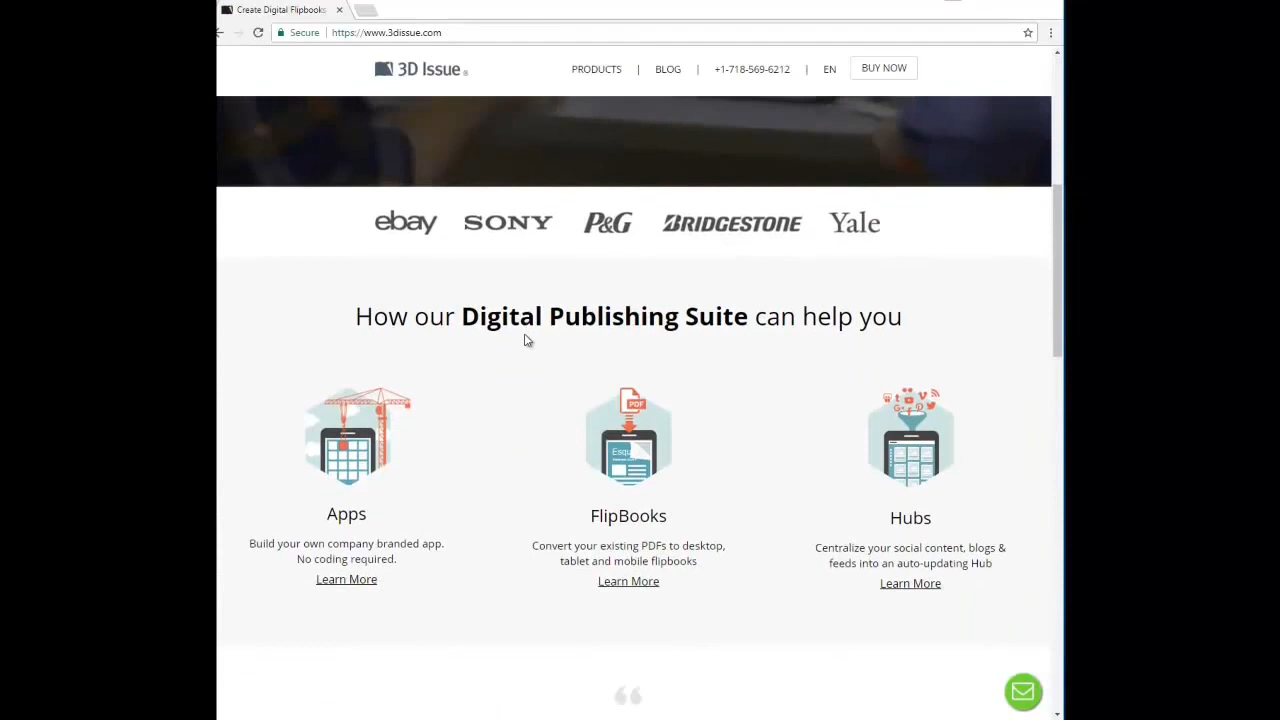 Create Digital Flipbooks
Secure https://www.3dissue.com
3D Issue PRODUCTS | BLOG | +1-718-569-6212 | EN BUY NOW
ebay SONY P&G BRIDGESTONE Yale
How our Digital Publishing Suite can help you
PDF
Esqu
Apps FlipBooks Hubs
Build your own company branded app. Convert your existing PDFs to desktop, Centralize your social content, blogs &
No coding required. tablet and mobile flipbooks feeds into an auto-updating Hub
Learn More Learn More Learn More